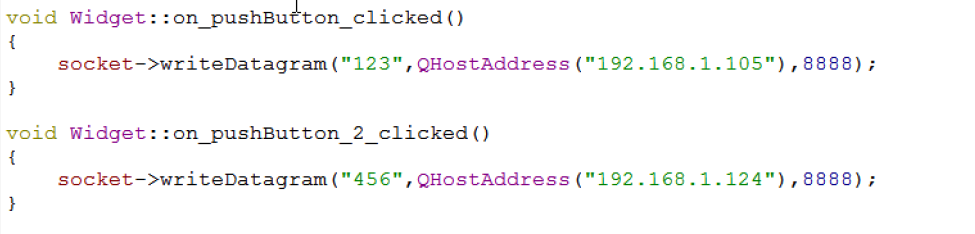 void Widget::on_pushButton_clicked()
{
    socket->writeDatagram("123",QHostAddress("192.168.1.105"),8888);
}
void Widget::on_pushButton_2_clicked()
{
    socket->writeDatagram("456",QHostAddress("192.168.1.124"),8888);
}